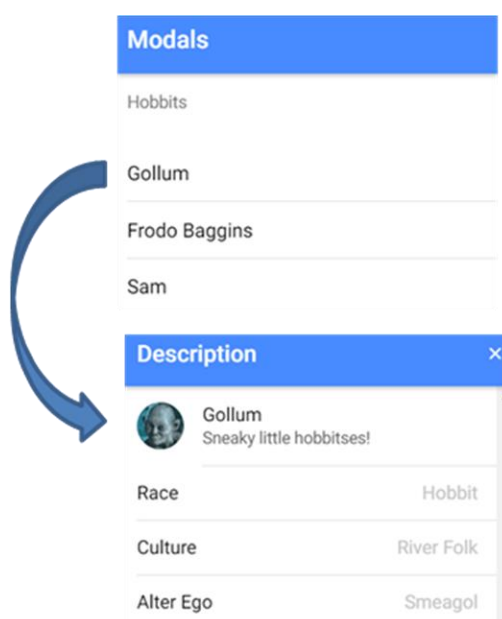 Modals
Hobbits
Gollum
Frodo Baggins
Sam
Description ×
Gollum
Sneaky little hobbitses!
Race Hobbit
Culture River Folk
Alter Ego Smeagol